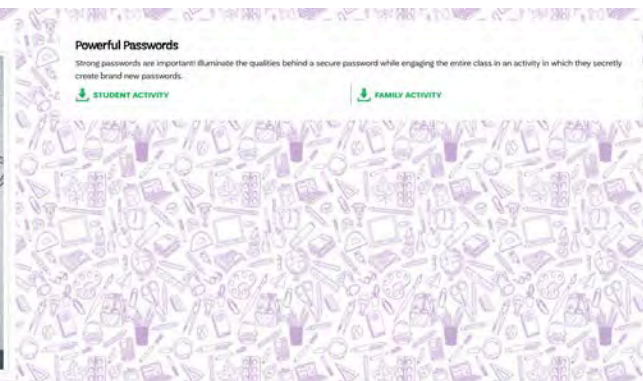 Powerful Passwords
Strong passwords are important! Illuminate the qualities behind a secure password while engaging the entire class in an activity in which they secretly
create brand new passwords.
STUDENT ACTIVITY
FAMILY ACTIVITY